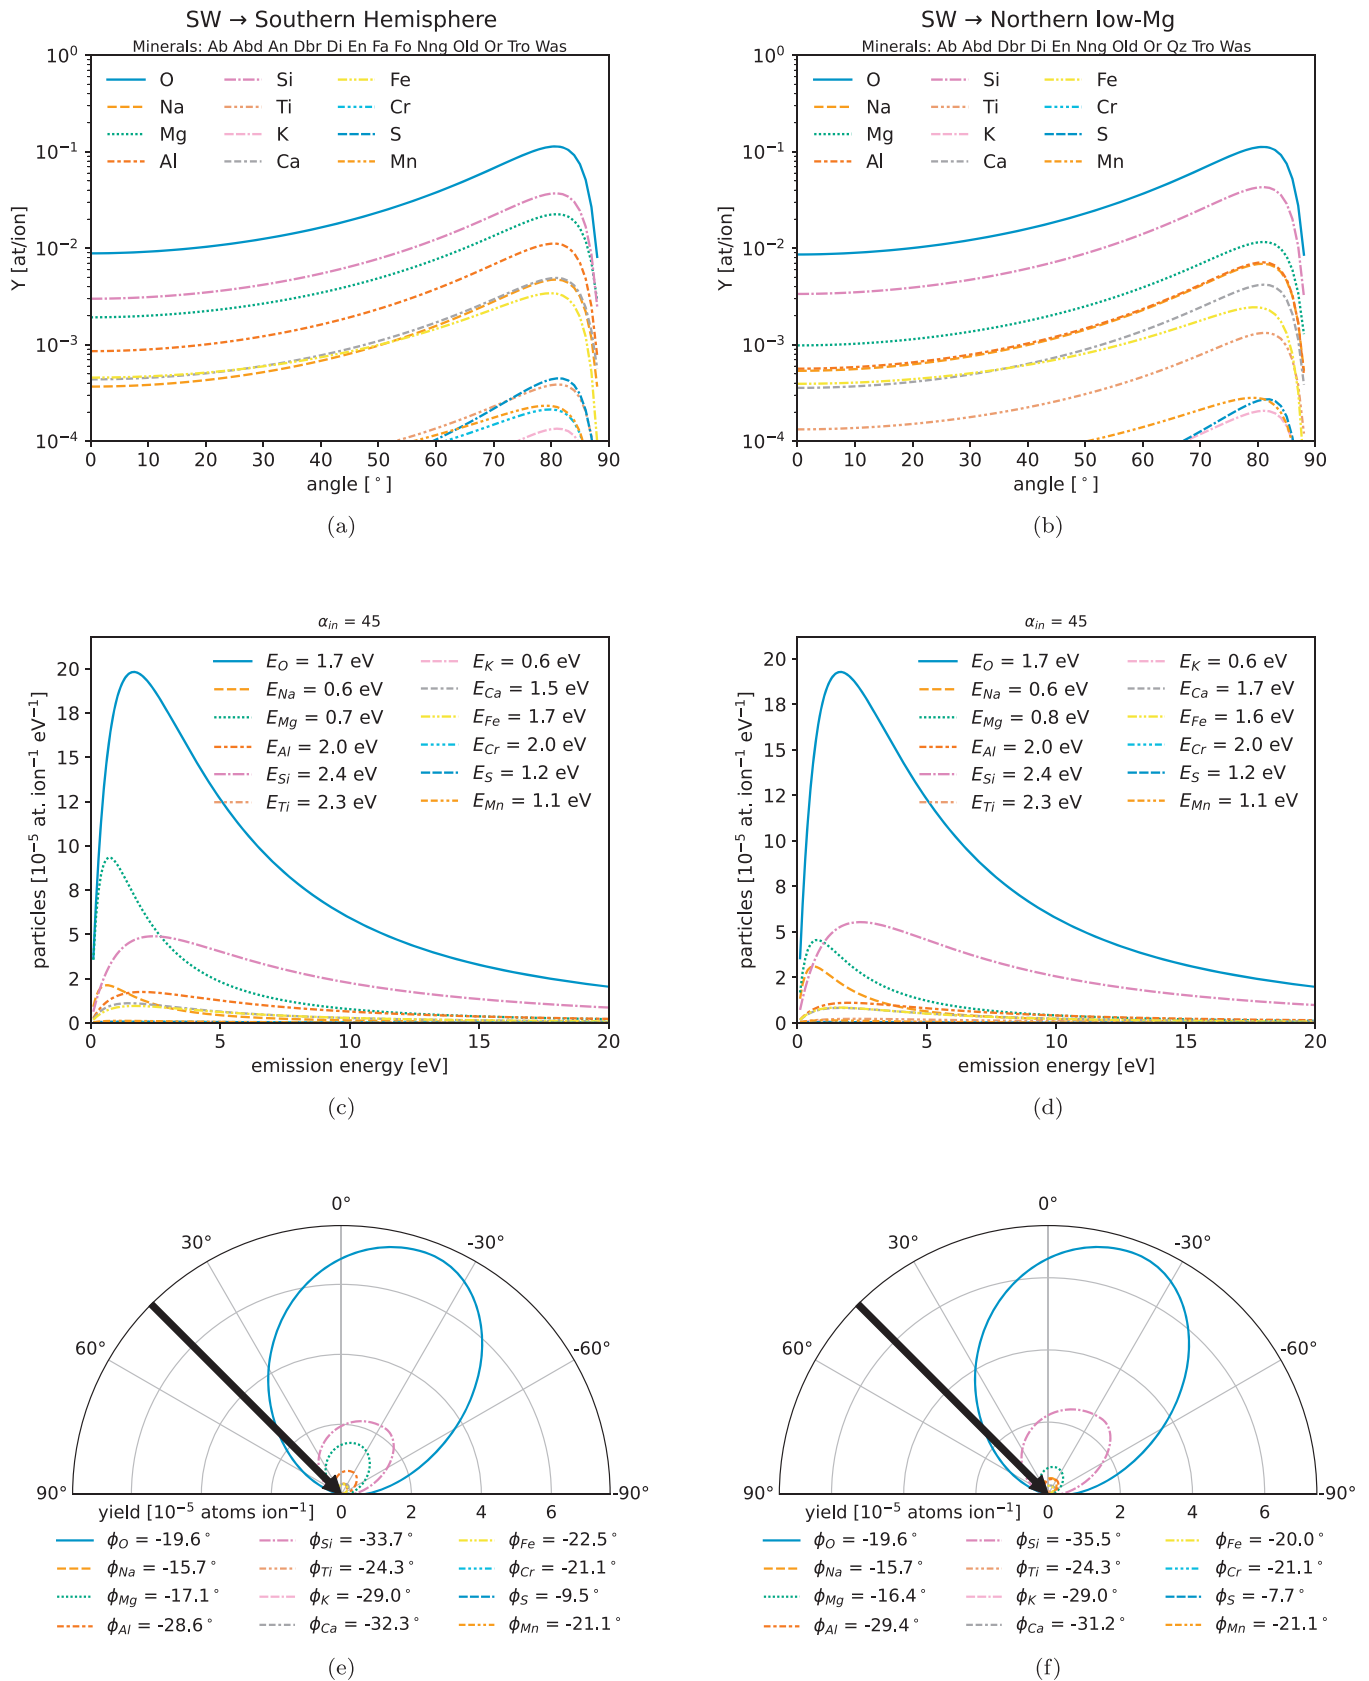 SW → Southern Hemisphere
Minerals: Ab Abd An Dbr Di En Fa Fo Nng Old Or Tro Was
10⁰
10⁻¹
10⁻²
10⁻³
10⁻⁴
Y [at/ion]
O Si Fe
Na Ti Cr
Mg K S
Al Ca Mn
0 10 20 30 40 50 60 70 80 90
angle [°]
(a)
SW → Northern low-Mg
Minerals: Ab Abd Dbr Di En Nng Old Or Qz Tro Was
10⁰
10⁻¹
10⁻²
10⁻³
10⁻⁴
Y [at/ion]
O Si Fe
Na Ti Cr
Mg K S
Al Ca Mn
0 10 20 30 40 50 60 70 80 90
angle [°]
(b)
α_in = 45
20
18
15
12
10
8
5
2
0
particles [10⁻⁵ at. ion⁻¹ eV⁻¹]
E_O = 1.7 eV E_K = 0.6 eV
E_Na = 0.6 eV E_Ca = 1.5 eV
E_Mg = 0.7 eV E_Fe = 1.7 eV
E_Al = 2.0 eV E_Cr = 2.0 eV
E_Si = 2.4 eV E_S = 1.2 eV
E_Ti = 2.3 eV E_Mn = 1.1 eV
0 5 10 15 20
emission energy [eV]
(c)
α_in = 45
20
18
15
12
10
8
5
2
0
particles [10⁻⁵ at. ion⁻¹ eV⁻¹]
E_O = 1.7 eV E_K = 0.6 eV
E_Na = 0.6 eV E_Ca = 1.7 eV
E_Mg = 0.8 eV E_Fe = 1.6 eV
E_Al = 2.0 eV E_Cr = 2.0 eV
E_Si = 2.4 eV E_S = 1.2 eV
E_Ti = 2.3 eV E_Mn = 1.1 eV
0 5 10 15 20
emission energy [eV]
(d)
0°
30° -30°
60° -60°
90° -90°
yield [10⁻⁵ atoms ion⁻¹] 0 2 4 6
ϕ_O = -19.6° ϕ_Si = -33.7° ϕ_Fe = -22.5°
ϕ_Na = -15.7° ϕ_Ti = -24.3° ϕ_Cr = -21.1°
ϕ_Mg = -17.1° ϕ_K = -29.0° ϕ_S = -9.5°
ϕ_Al = -28.6° ϕ_Ca = -32.3° ϕ_Mn = -21.1°
(e)
0°
30° -30°
60° -60°
90° -90°
yield [10⁻⁵ atoms ion⁻¹] 0 2 4 6
ϕ_O = -19.6° ϕ_Si = -35.5° ϕ_Fe = -20.0°
ϕ_Na = -15.7° ϕ_Ti = -24.3° ϕ_Cr = -21.1°
ϕ_Mg = -16.4° ϕ_K = -29.0° ϕ_S = -7.7°
ϕ_Al = -29.4° ϕ_Ca = -31.2° ϕ_Mn = -21.1°
(f)